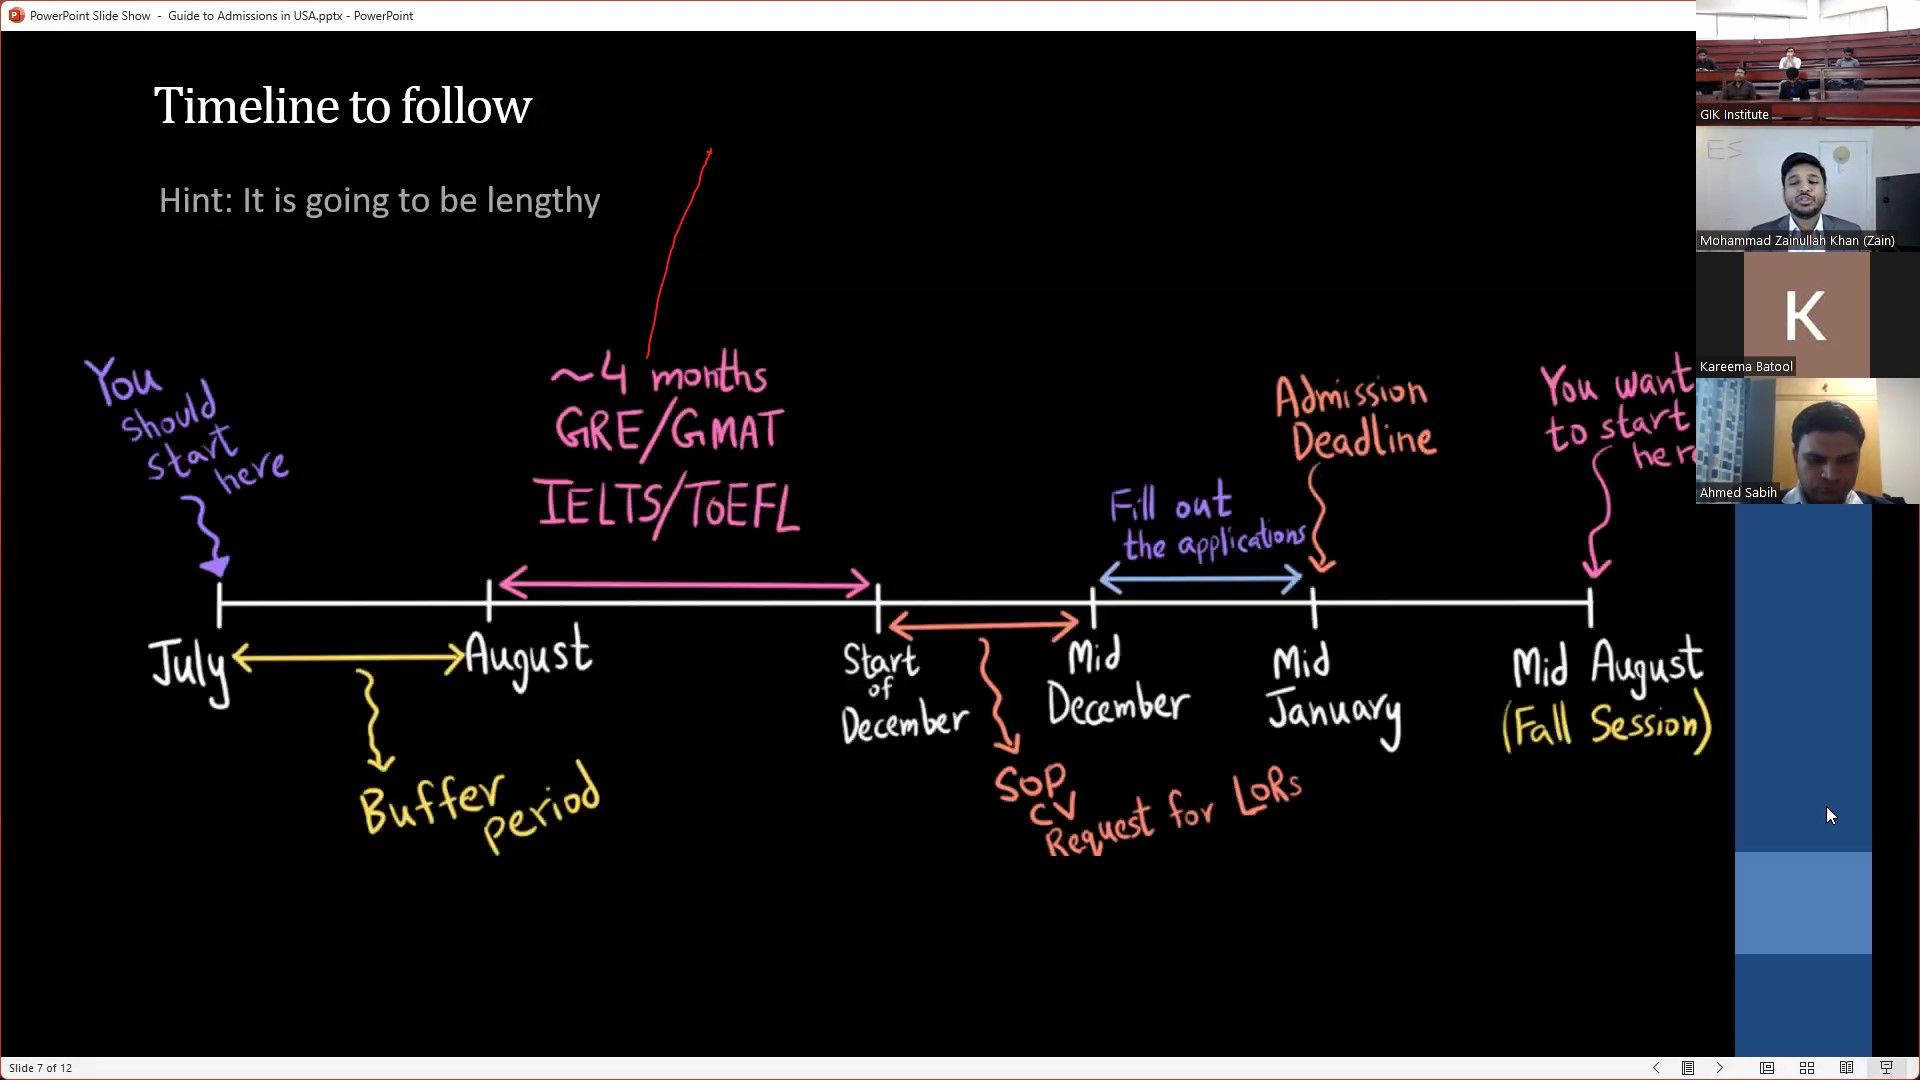 PowerPoint Slide Show - Guide to Admissions in USA.pptx - PowerPoint
Timeline to follow
Hint: It is going to be lengthy
You
should
start
here
~4 months
GRE/GMAT
IELTS/TOEFL
Fill out
the applications
Admission
Deadline
You want
to start
here
July
August
Start
of
December
Mid
December
Mid
January
Mid August
(Fall Session)
Buffer
period
SOP
CV
Request for LORs
GIK Institute
ES
Mohammad Zainullah Khan (Zain)
K
Kareema Batool
Ahmed Sabih
Slide 7 of 12